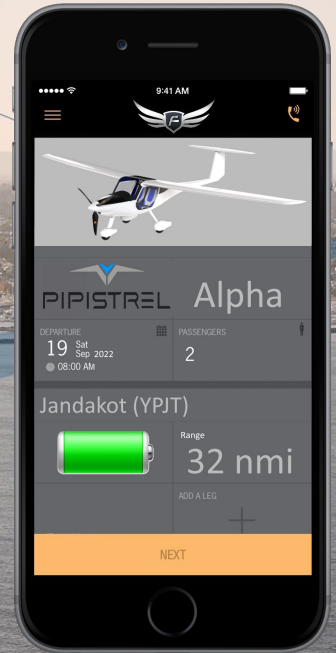 9:41 AM
F
PIPISTREL Alpha
DEPARTURE
PASSENGERS
19 Sat
Sep 2022
08:00 AM
2
Jandakot (YPJT)
Range
32 nmi
ADD A LEG
NEXT